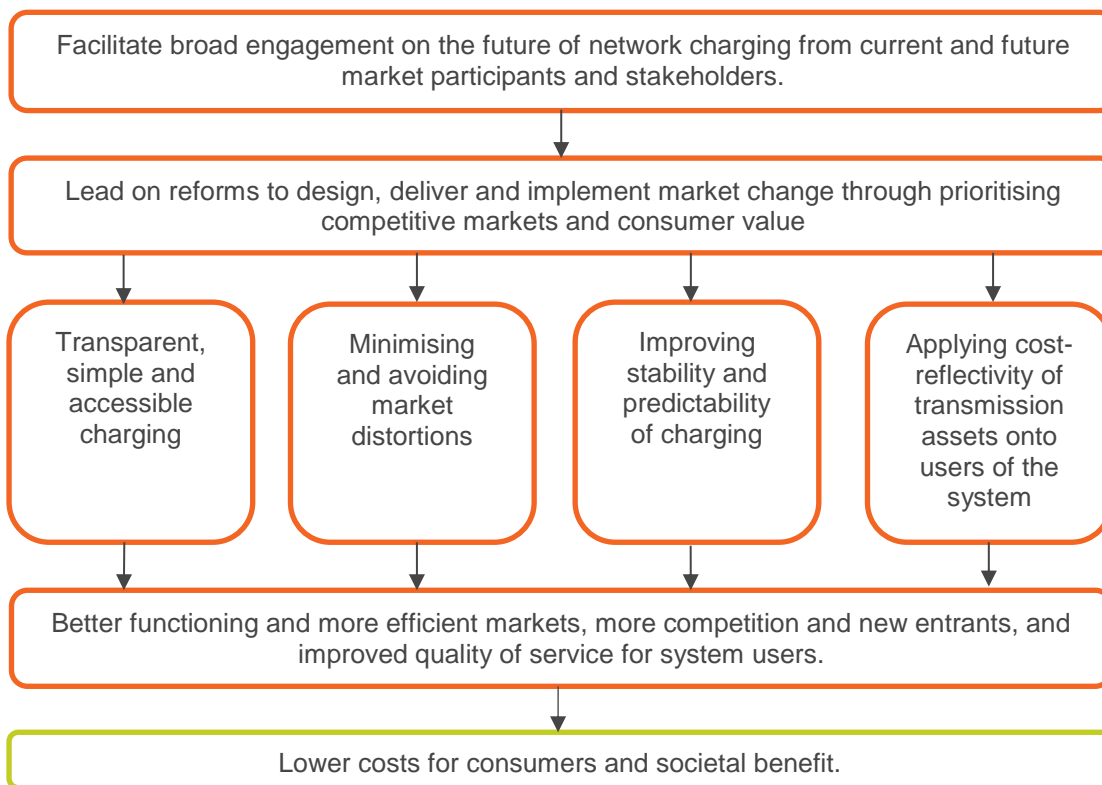 Facilitate broad engagement on the future of network charging from current and future
market participants and stakeholders.
Lead on reforms to design, deliver and implement market change through prioritising
competitive markets and consumer value
Transparent,
simple and
accessible
charging
Minimising
and avoiding
market
distortions
Improving
stability and
predictability
of charging
Applying cost-
reflectivity of
transmission
assets onto
users of the
system
Better functioning and more efficient markets, more competition and new entrants, and
improved quality of service for system users.
Lower costs for consumers and societal benefit.